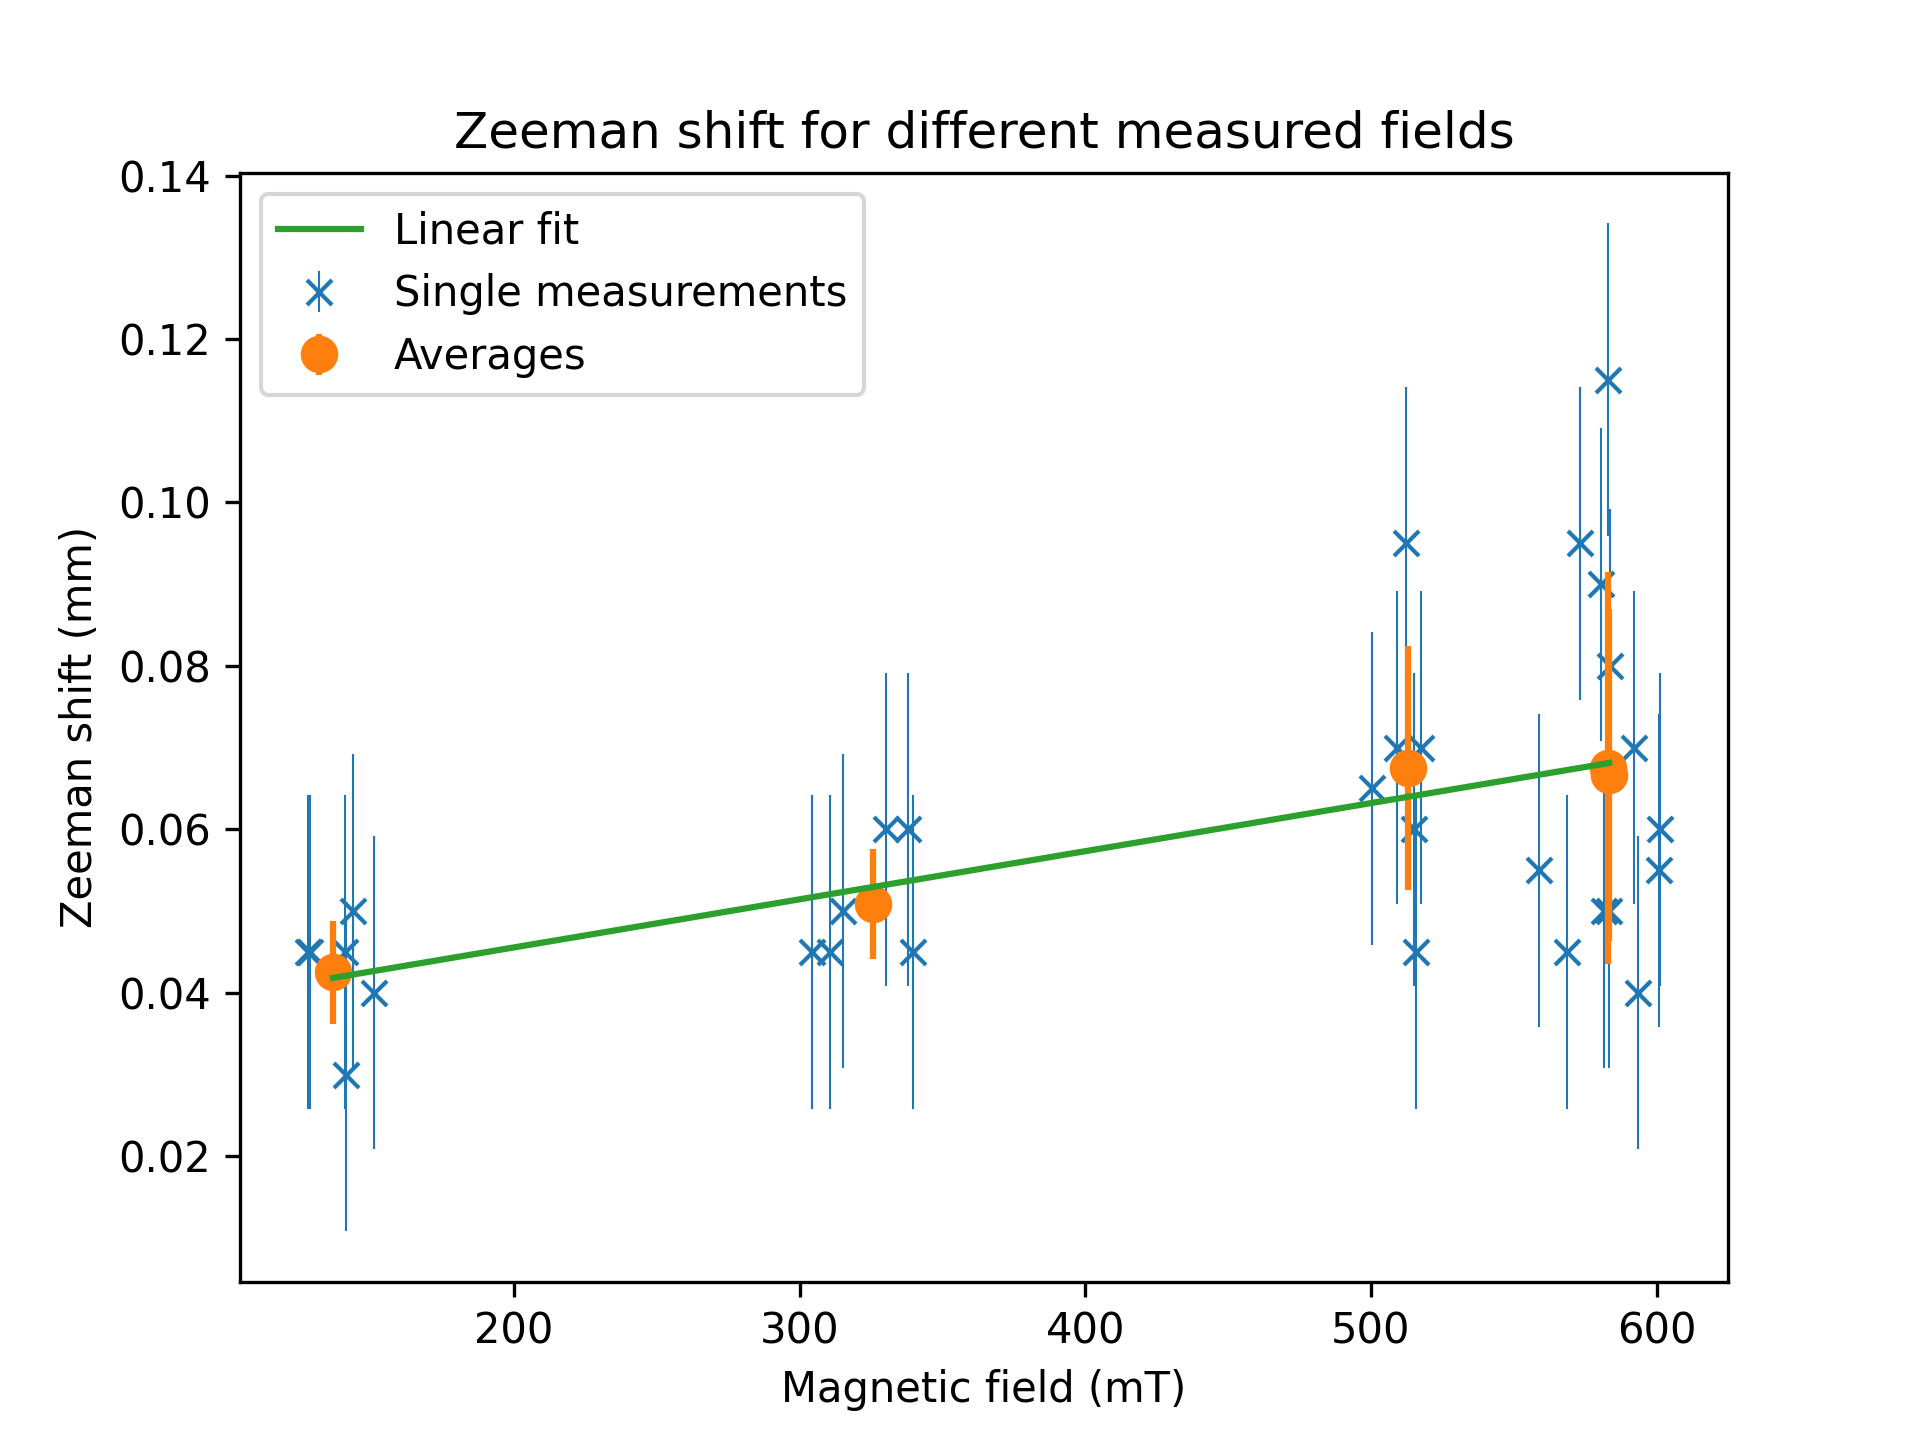 Zeeman shift for different measured fields
0.14
0.12
0.10
0.08
0.06
0.04
0.02
Zeeman shift (mm)
Linear fit
Single measurements
Averages
200 300 400 500 600
Magnetic field (mT)